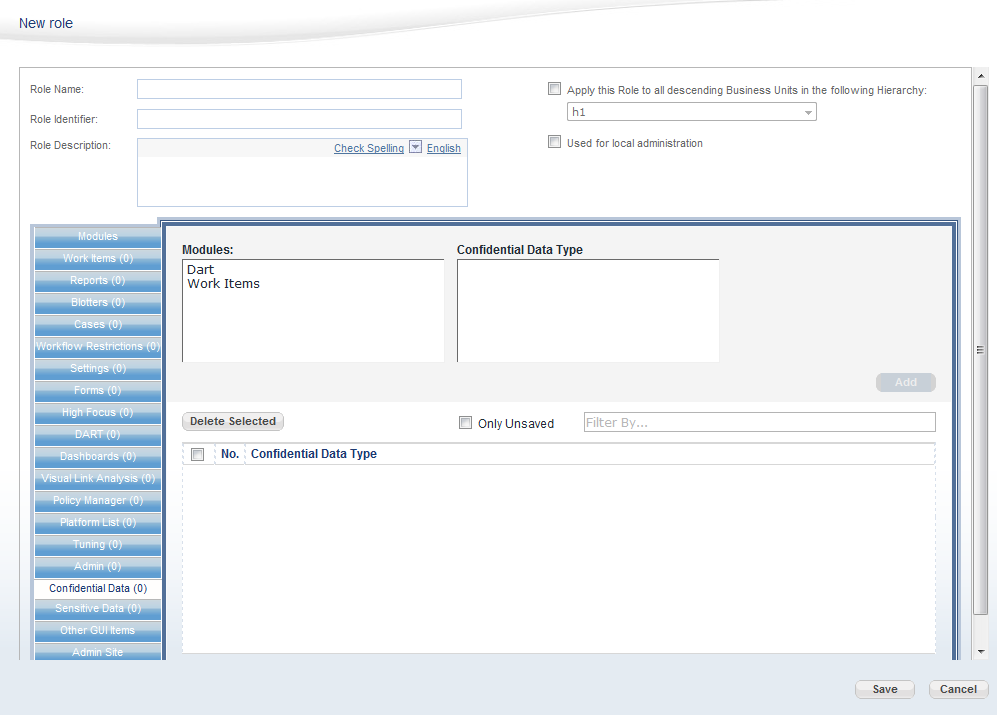 New role
Role Name:
Role Identifier:
Role Description:
Check Spelling English
Apply this Role to all descending Business Units in the following Hierarchy:
h1
Used for local administration
Modules
Work Items (0)
Reports (0)
Blotters (0)
Cases (0)
Workflow Restrictions (0)
Settings (0)
Forms (0)
High Focus (0)
DART (0)
Dashboards (0)
Visual Link Analysis (0)
Policy Manager (0)
Platform List (0)
Tuning (0)
Admin (0)
Confidential Data (0)
Sensitive Data (0)
Other GUI Items
Admin Site
Modules:
Dart
Work Items
Confidential Data Type
Add
Delete Selected
Only Unsaved
Filter By...
No. Confidential Data Type
Save Cancel